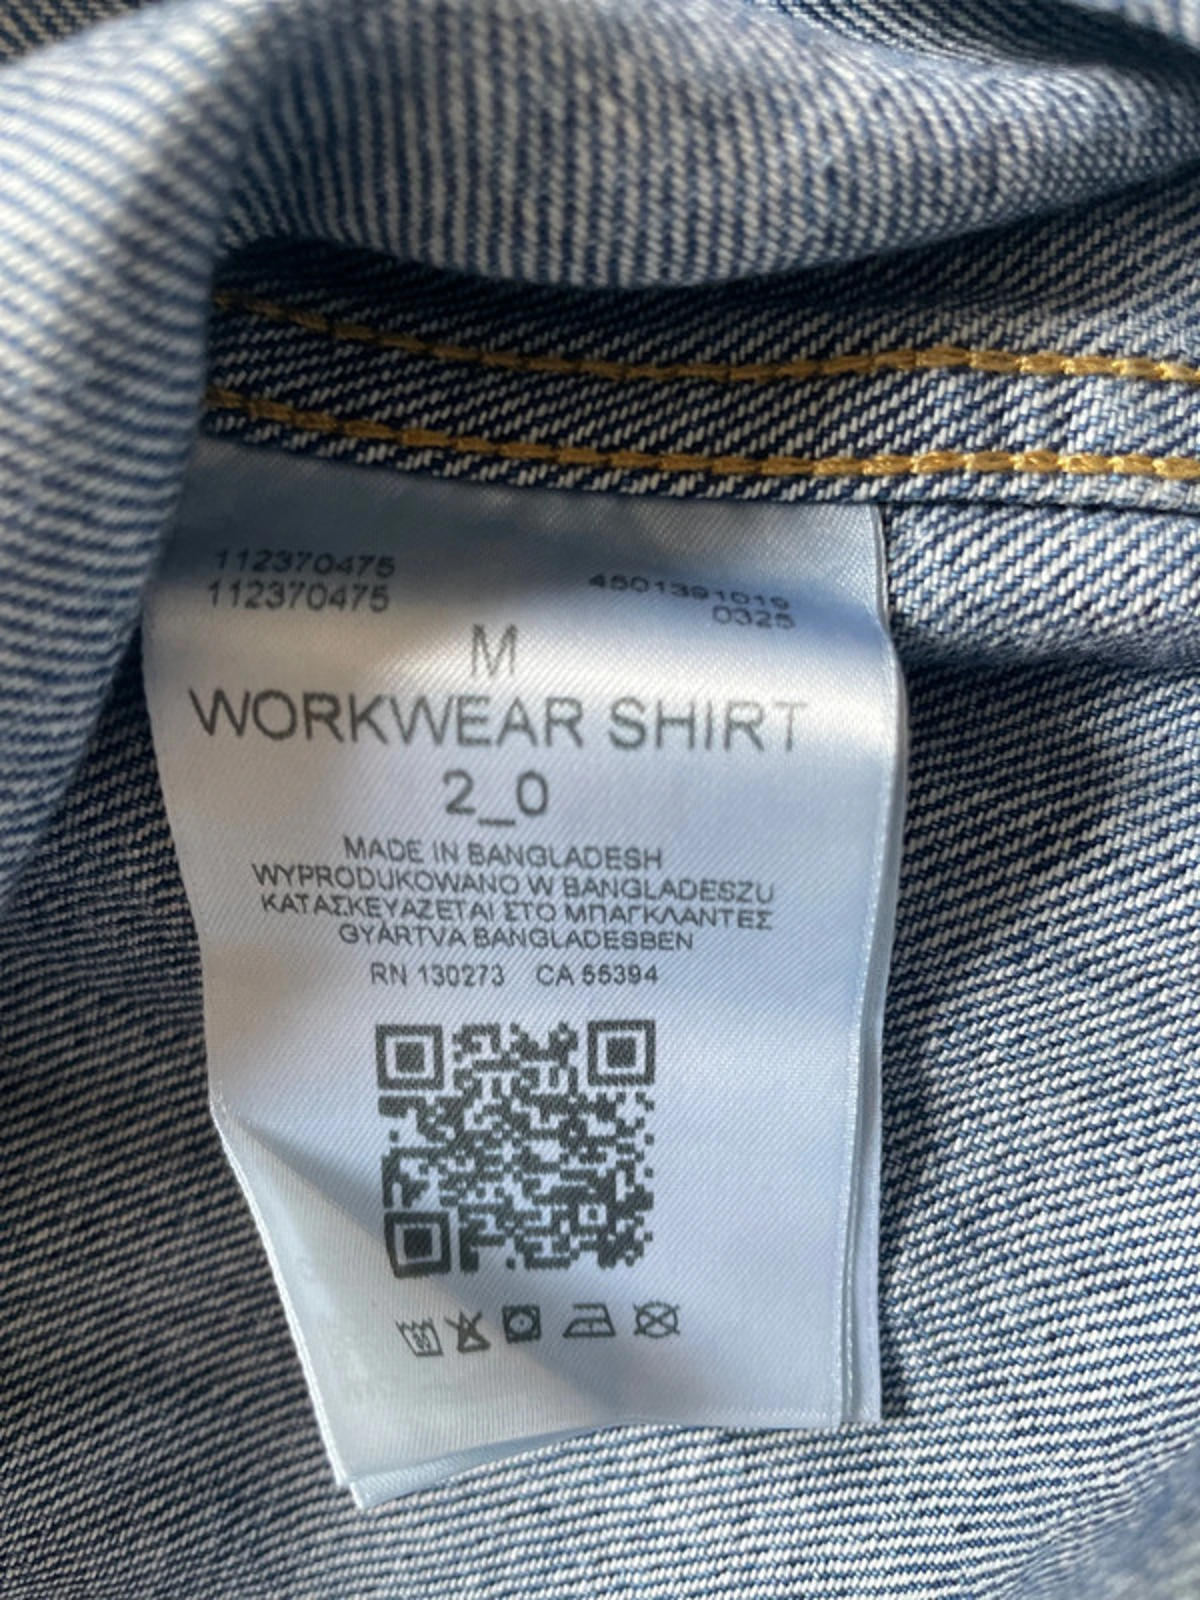 112370475
112370475
4501391019
0325
M
WORKWEAR SHIRT
2_0
MADE IN BANGLADESH
WYPRODUKOWANO W BANGLADESZU
ΚΑΤΑΣΚΕΥΑΖΕΤΑΙ ΣΤΟ ΜΠΑΓΚΛΑΝΤΕΣ
GYÁRTVA BANGLADESBEN
RN 130273 CA 55394